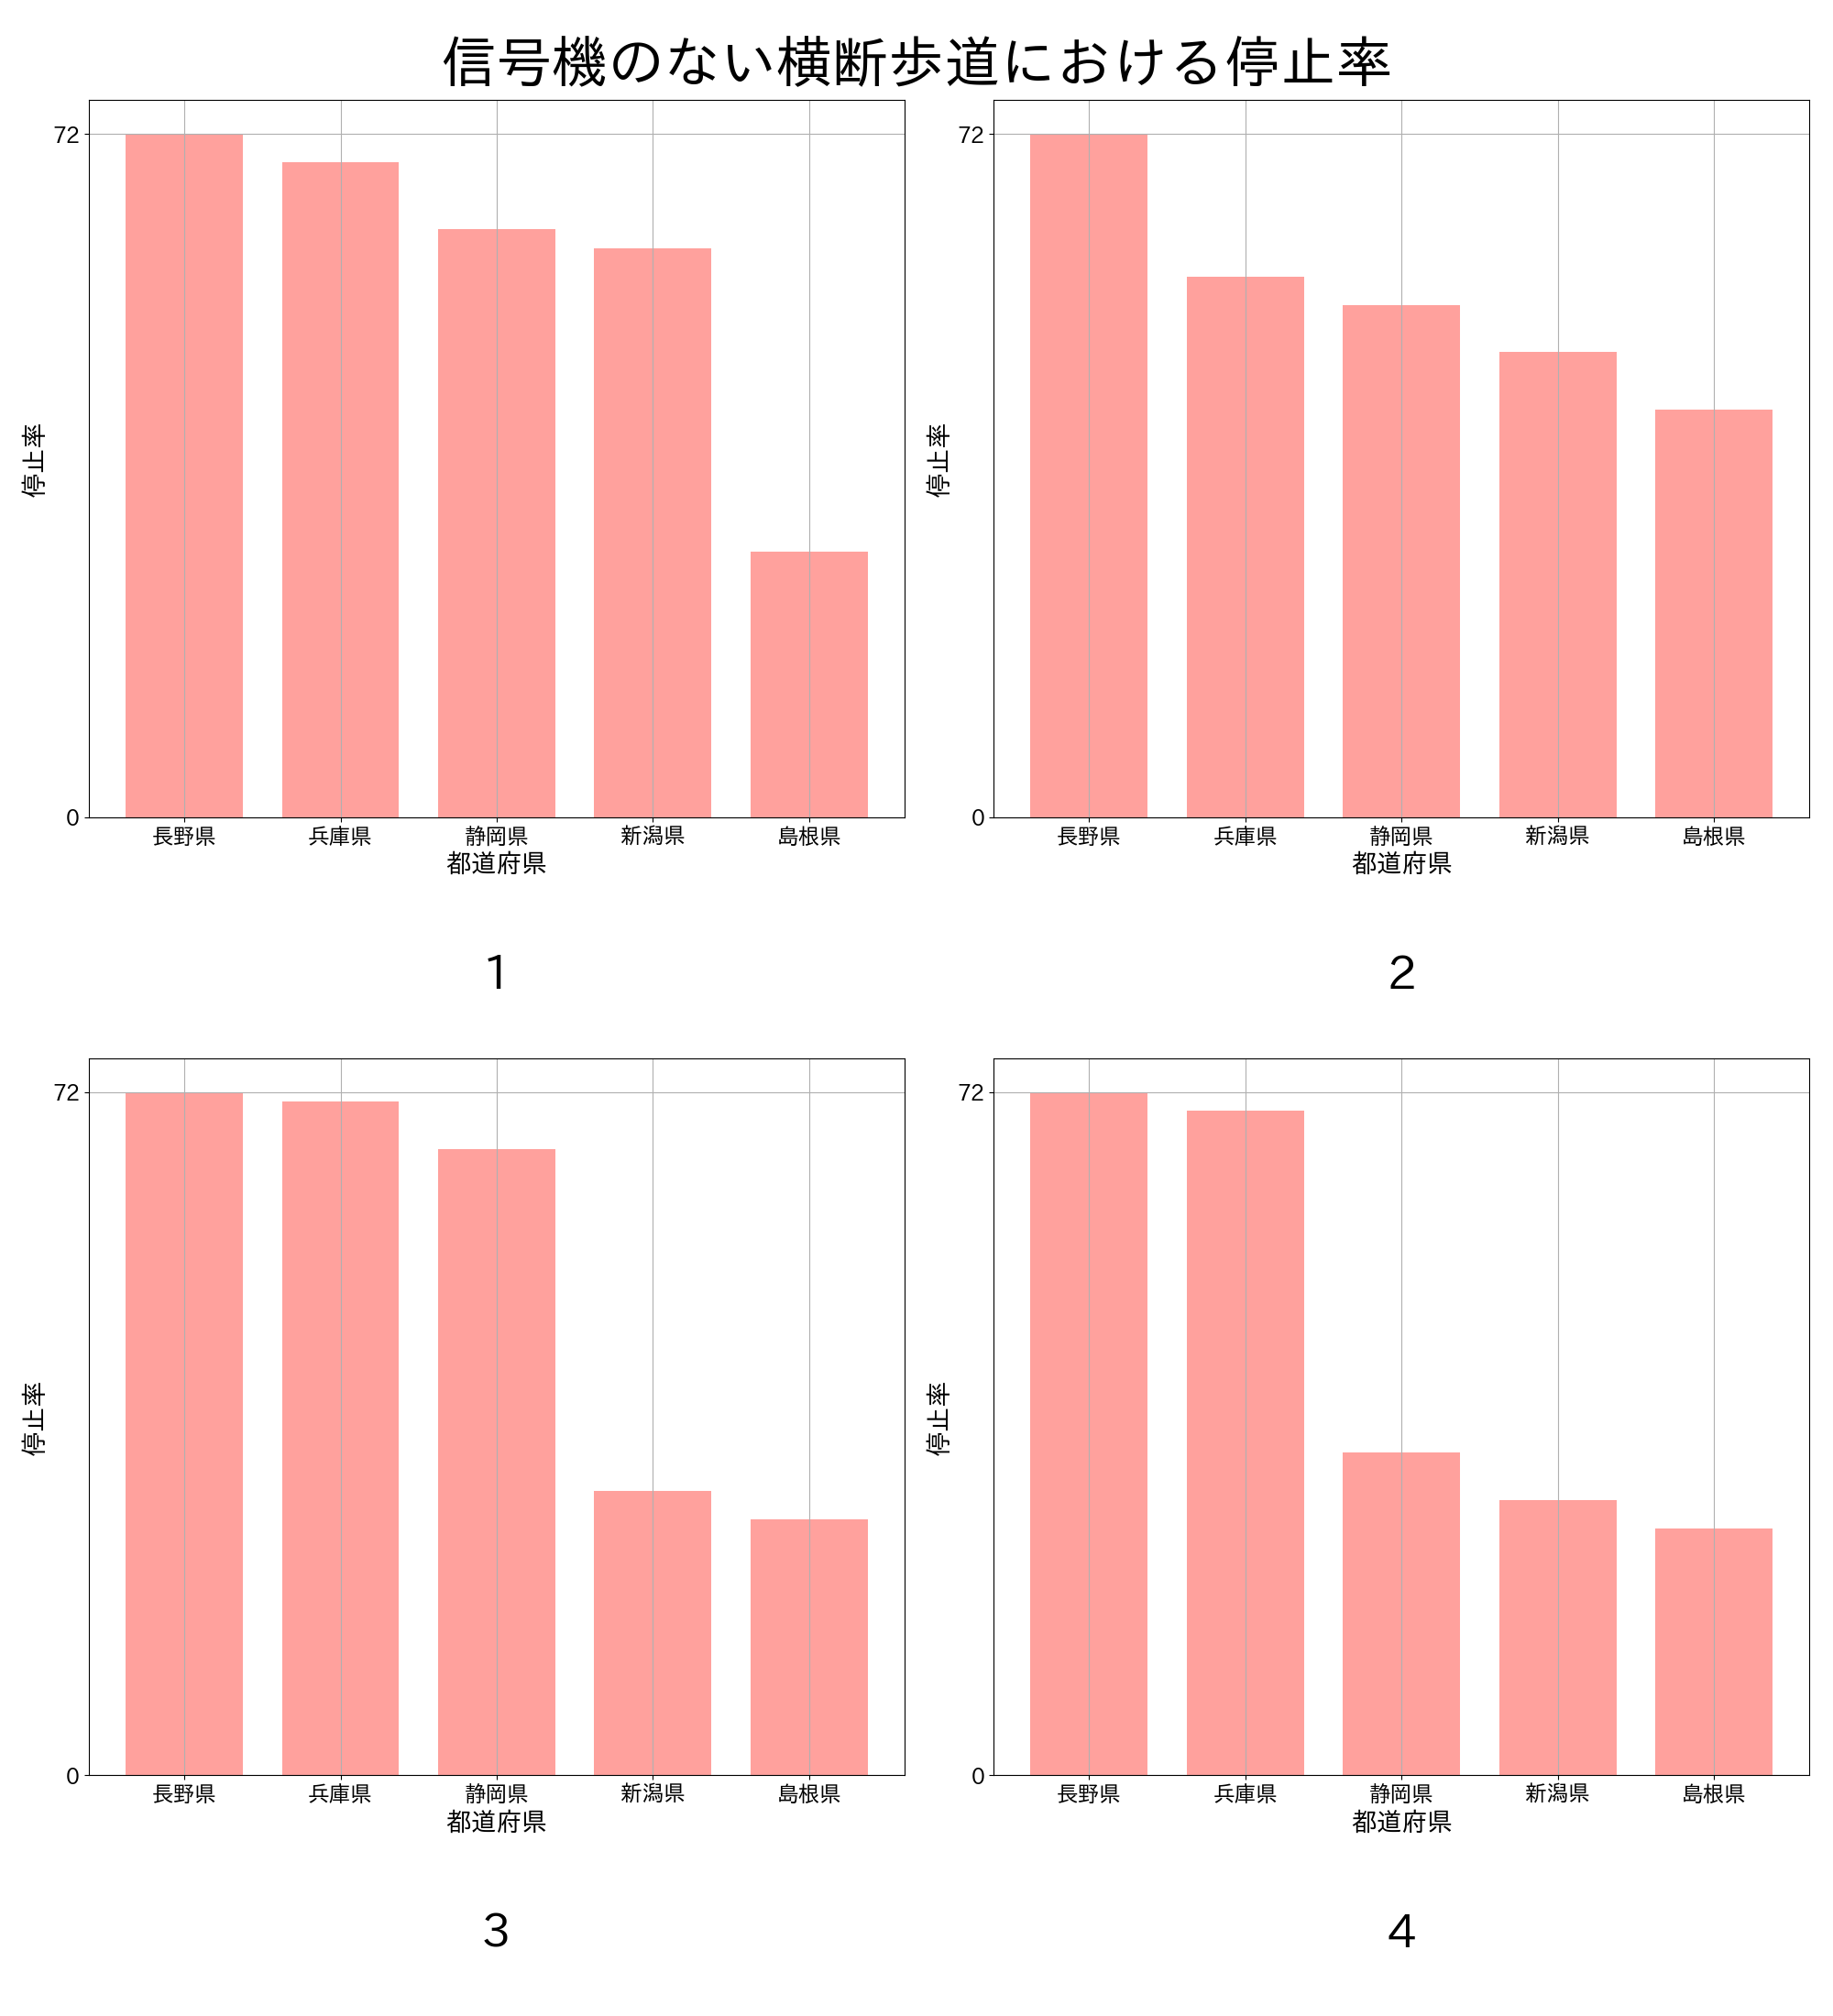 信号機のない横断歩道における停止率
72
0
停止率
長野県 兵庫県 静岡県 新潟県 島根県
都道府県
1
72
0
停止率
長野県 兵庫県 静岡県 新潟県 島根県
都道府県
2
72
0
停止率
長野県 兵庫県 静岡県 新潟県 島根県
都道府県
3
72
0
停止率
長野県 兵庫県 静岡県 新潟県 島根県
都道府県
4